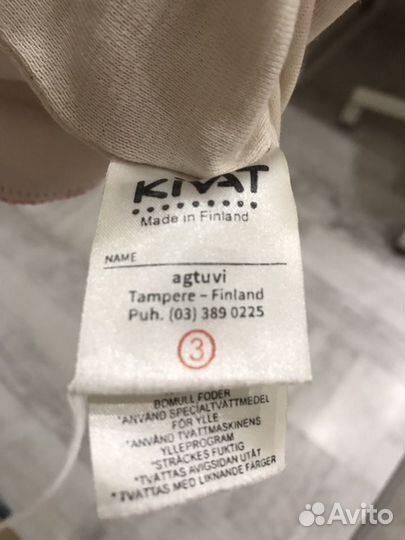 KIVAT
Made in Finland
NAME
agtuvi
Tampere – Finland
Puh. (03) 389 0225
3
BOMULL FODER
*ANVÄND SPECIALTVÄTTMEDEL
FÖR YLLE
*ANVÄND TVÄTTMASKINENS
YLLEPROGRAM
*STRÄCKES FUKTIG
*TVÄTTAS AVIGSIDAN UTÅT
*TVÄTTAS MED LIKNANDE FÄRGER
Avito